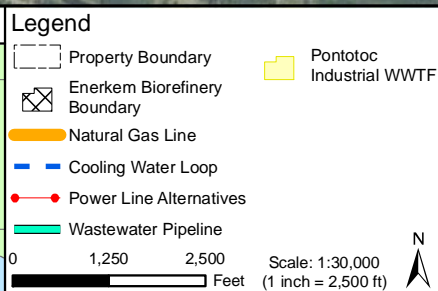 Legend
Property Boundary
Enerkem Biorefinery
Boundary
Natural Gas Line
Cooling Water Loop
Power Line Alternatives
Wastewater Pipeline
Pontotoc
Industrial WWTF
0 1,250 2,500
Feet
Scale: 1:30,000
(1 inch = 2,500 ft)
N